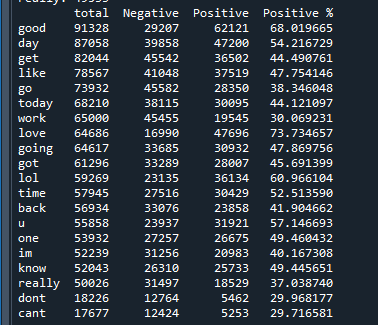 total Negative Positive Positive %
good 91328 29207 62121 68.019665
day 87058 39858 47200 54.216729
get 82044 45542 36502 44.490761
like 78567 41048 37519 47.754146
go 73932 45582 28350 38.346048
today 68210 38115 30095 44.121097
work 65000 45455 19545 30.069231
love 64686 16990 47696 73.734657
going 64617 33685 30932 47.869756
got 61296 33289 28007 45.691399
lol 59269 23135 36134 60.966104
time 57945 27516 30429 52.513590
back 56934 33076 23858 41.904662
u 55858 23937 31921 57.146693
one 53932 27257 26675 49.460432
im 52239 31256 20983 40.167308
know 52043 26310 25733 49.445651
really 50026 31497 18529 37.038740
dont 18226 12764 5462 29.968177
cant 17677 12424 5253 29.716581